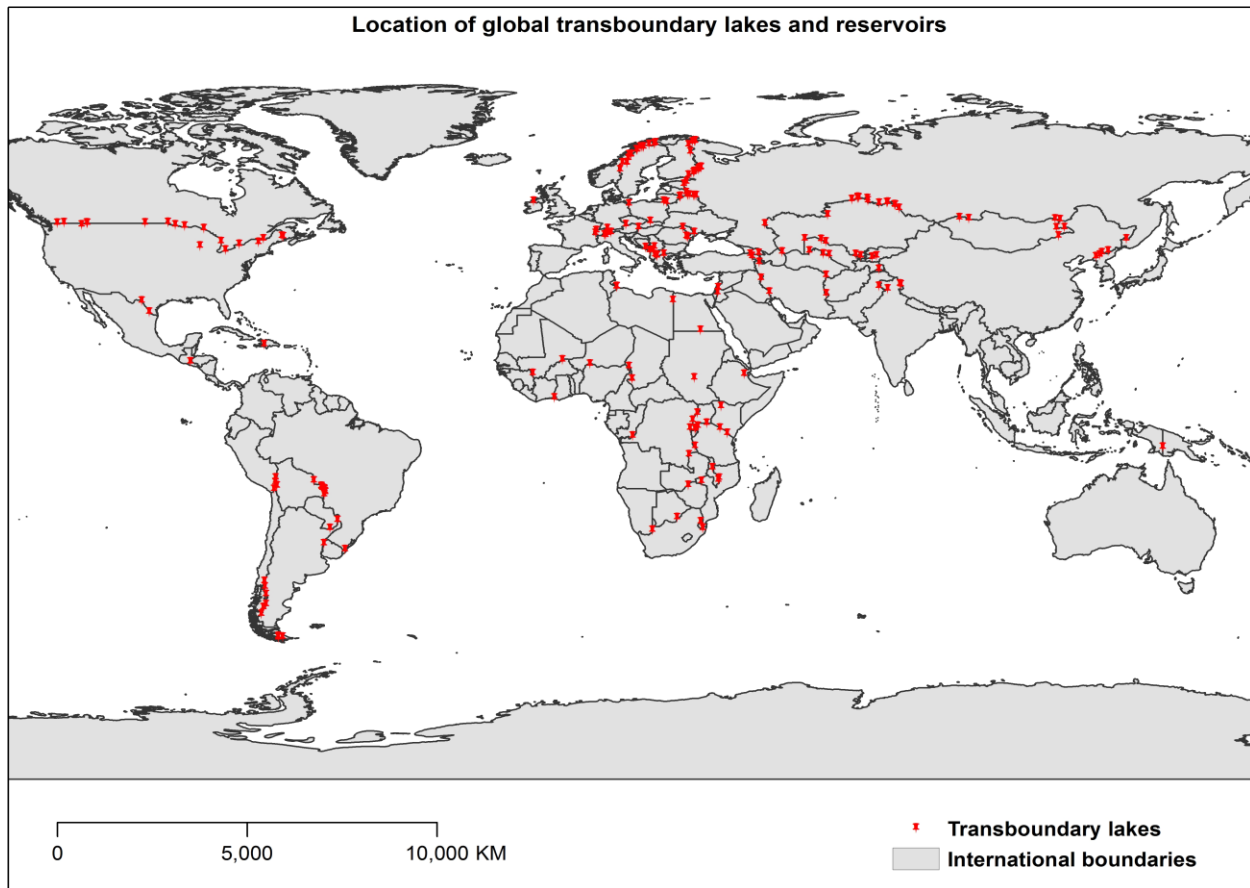 Location of global transboundary lakes and reservoirs
0 5,000 10,000 KM
Transboundary lakes
International boundaries